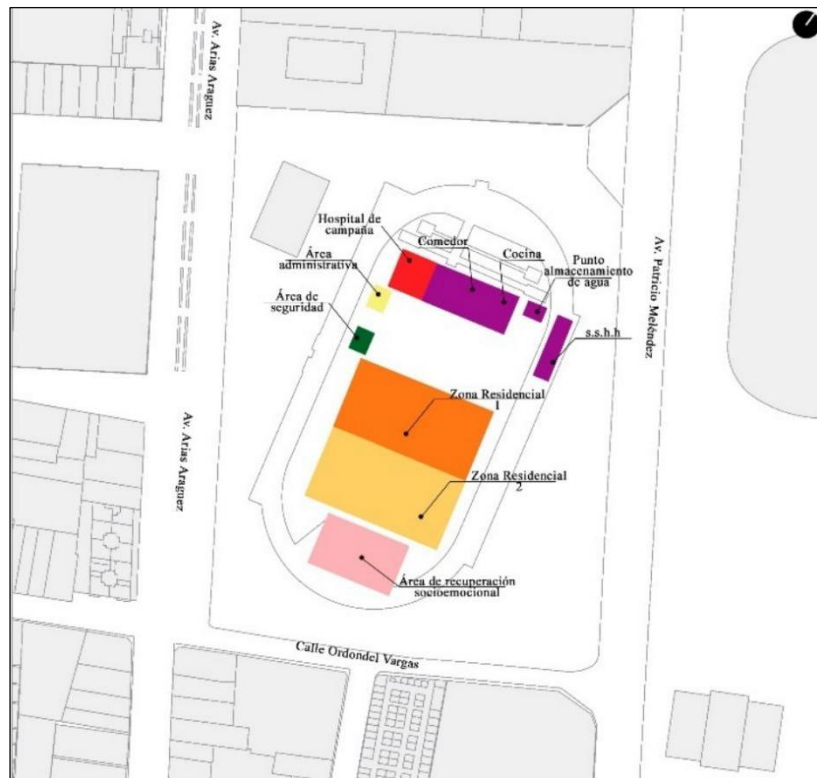 Av. Arias Araguez
Hospital de
campaña
Comedor
Cocina
Área
administrativa
Punto
almacenamiento
de agua
Área de
seguridad
s.s.h.h
Av. Patricio Meléndez
Zona Residencial
1
Av. Arias Araguez
Zona Residencial
2
Área de recuperación
socioemocional
Calle Ordondel Vargas